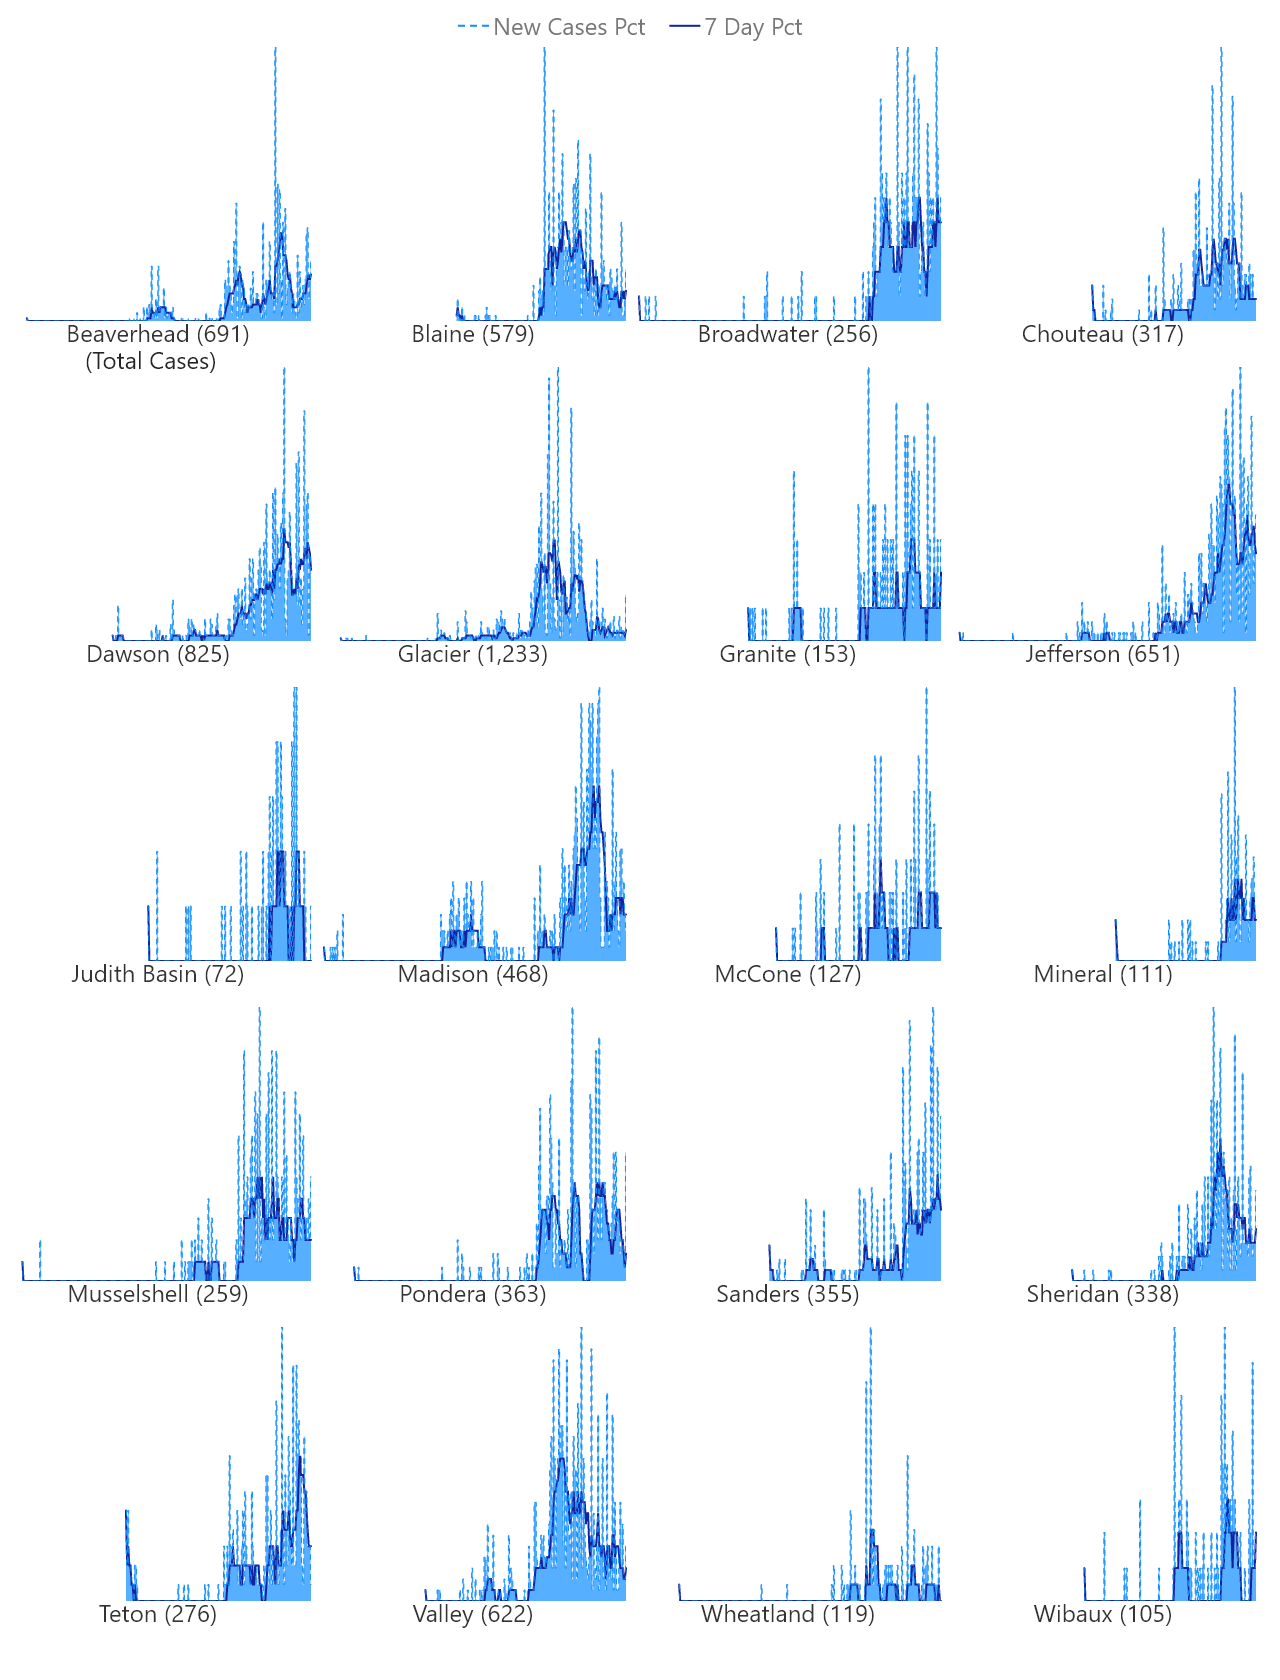 New Cases Pct 7 Day Pct
Beaverhead (691) Blaine (579) Broadwater (256) Chouteau (317)
(Total Cases)
Dawson (825) Glacier (1,233) Granite (153) Jefferson (651)
Judith Basin (72) Madison (468) McCone (127) Mineral (111)
Musselshell (259) Pondera (363) Sanders (355) Sheridan (338)
Teton (276) Valley (622) Wheatland (119) Wibaux (105)